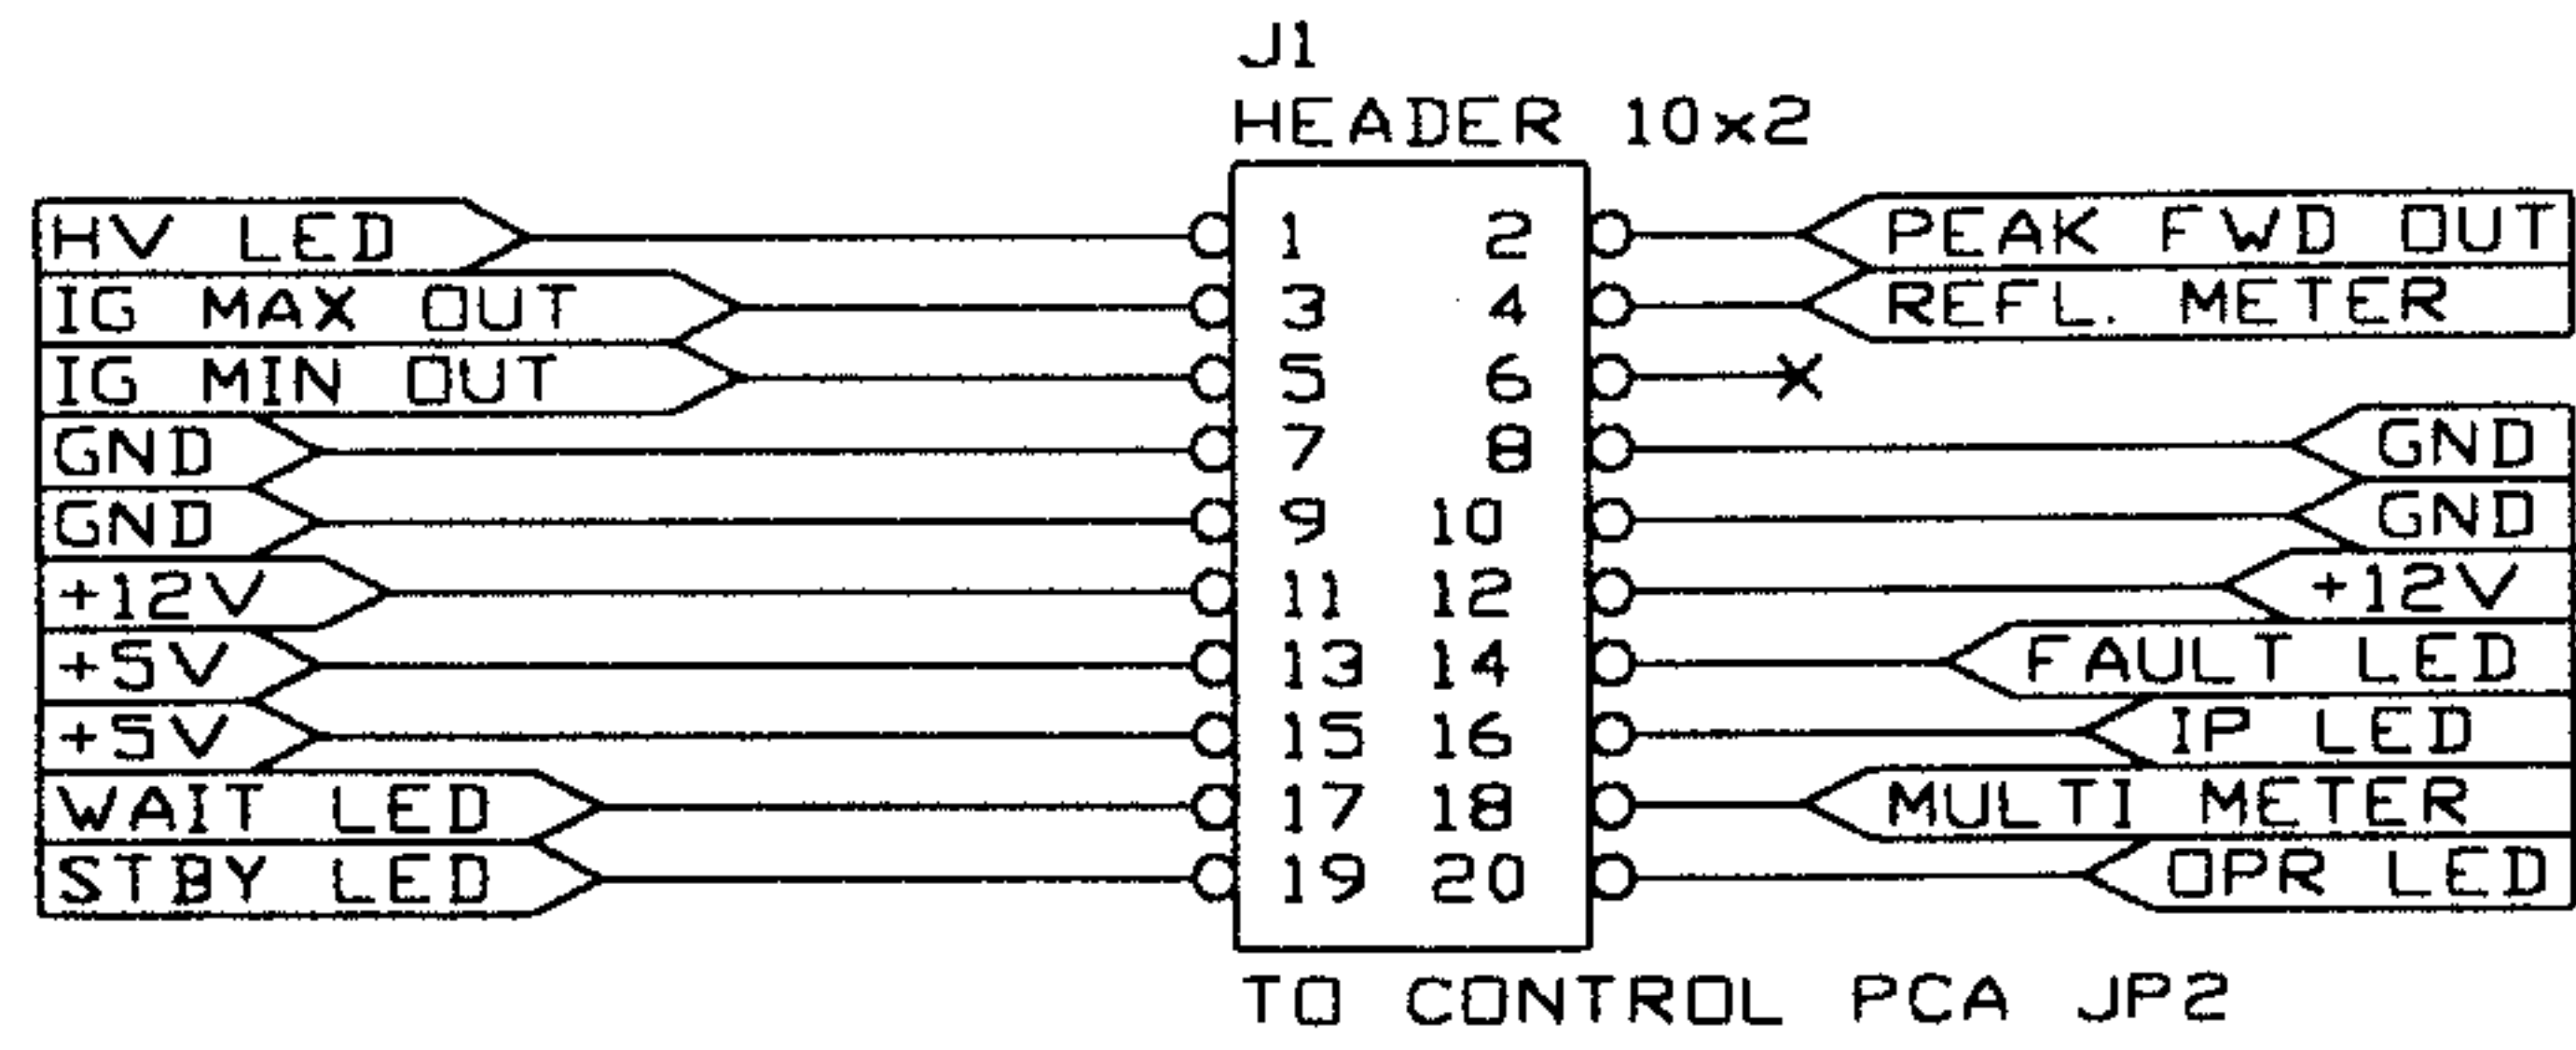 J1
HEADER 10x2
HV LED 1 2 PEAK FWD OUT
IG MAX OUT 3 4 REFL. METER
IG MIN OUT 5 6
GND 7 8 GND
GND 9 10 GND
+12V 11 12 +12V
+5V 13 14 FAULT LED
+5V 15 16 IP LED
WAIT LED 17 18 MULTI METER
STBY LED 19 20 OPR LED
TO CONTROL PCA JP2